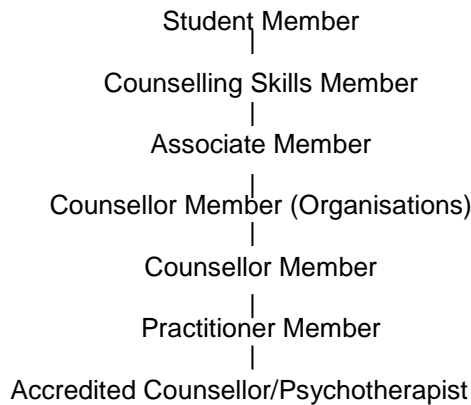 Student Member
Counselling Skills Member
Associate Member
Counsellor Member (Organisations)
Counsellor Member
Practitioner Member
Accredited Counsellor/Psychotherapist